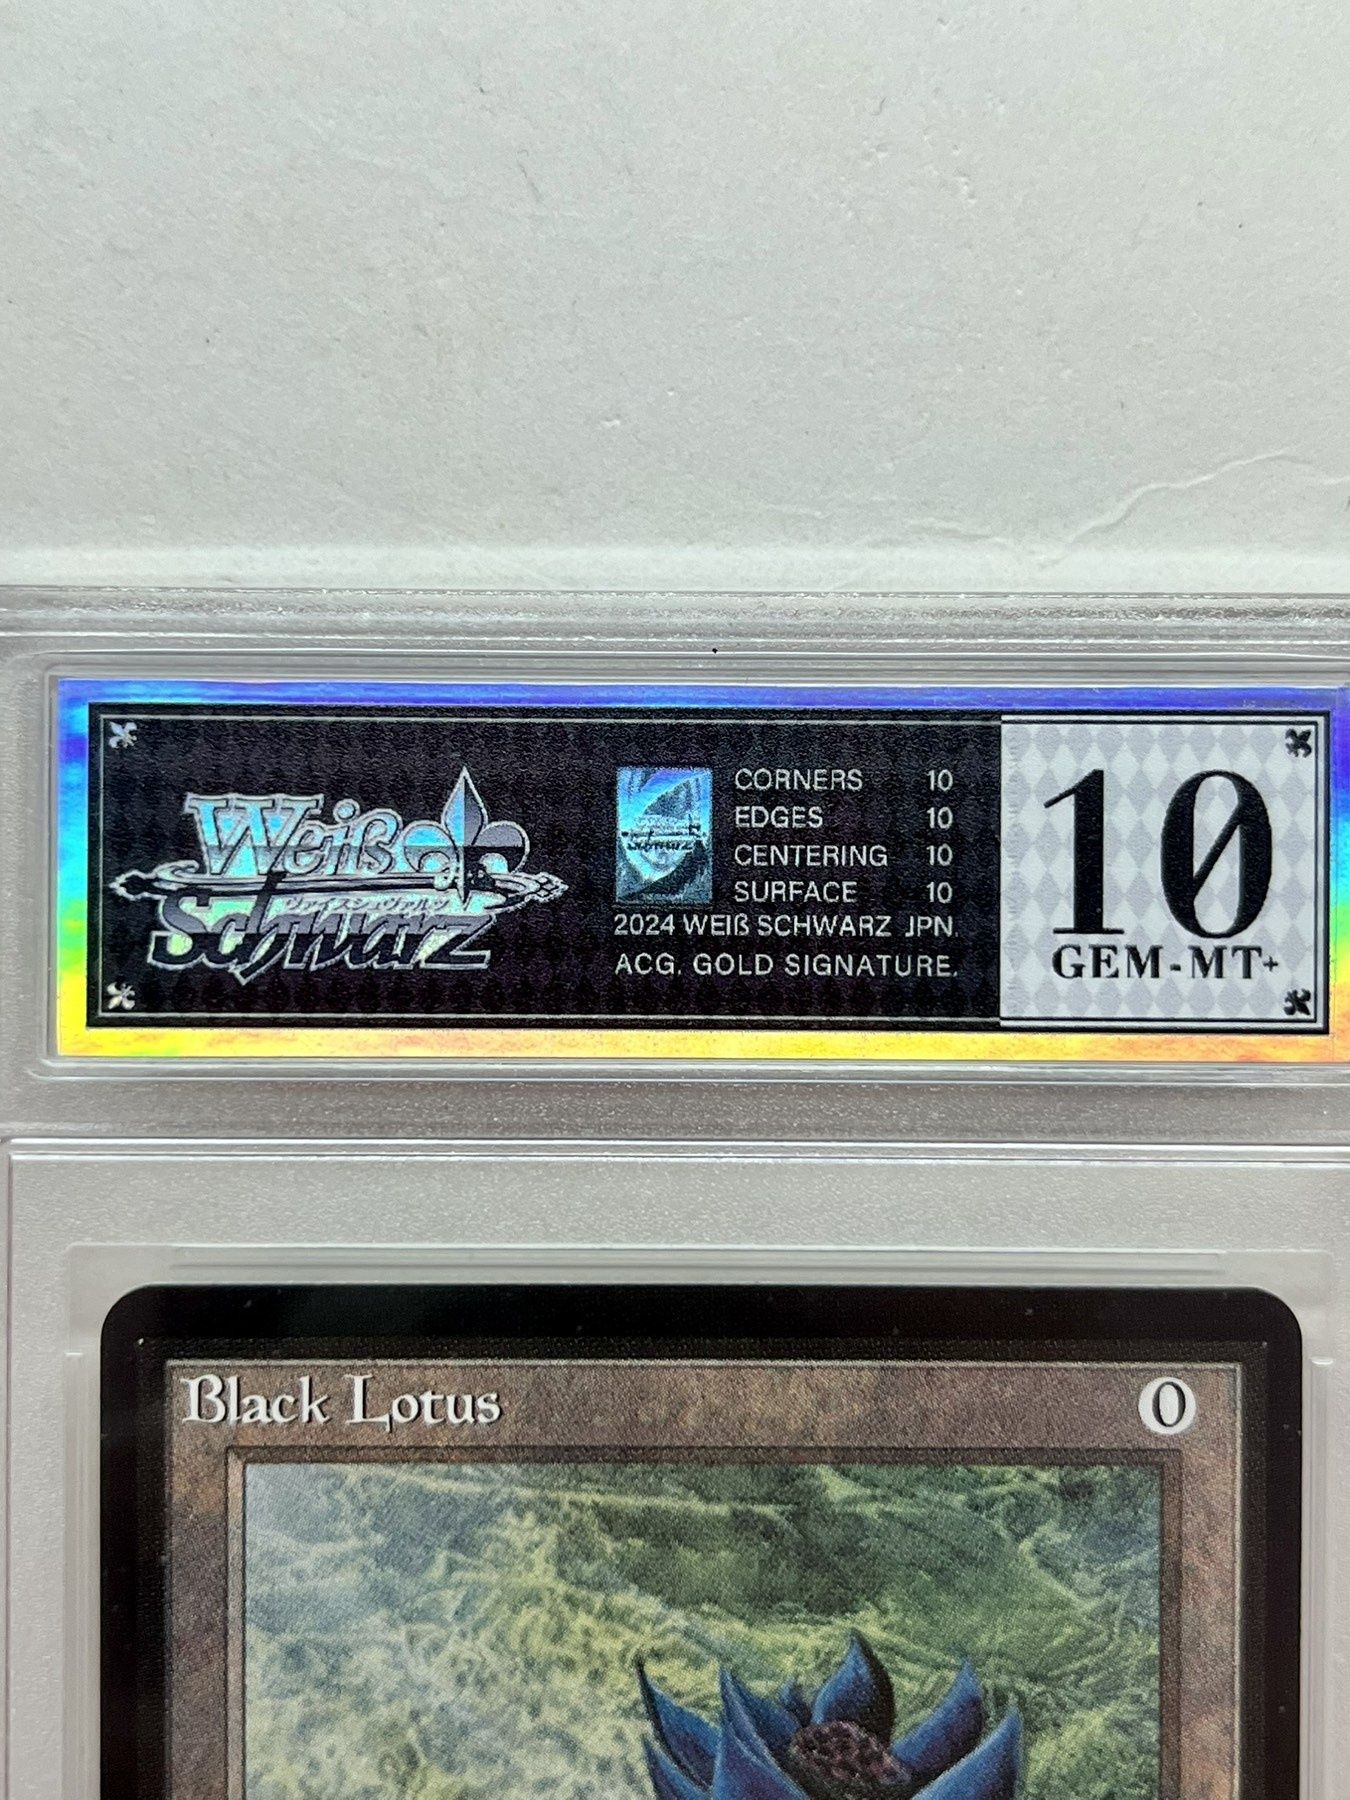 Weiß
ヴァイスシュヴァルツ
Schwarz
CORNERS 10
EDGES 10
CENTERING 10
SURFACE 10
2024 WEIß SCHWARZ JPN.
ACG. GOLD SIGNATURE.
10
GEM-MT+
Black Lotus
0